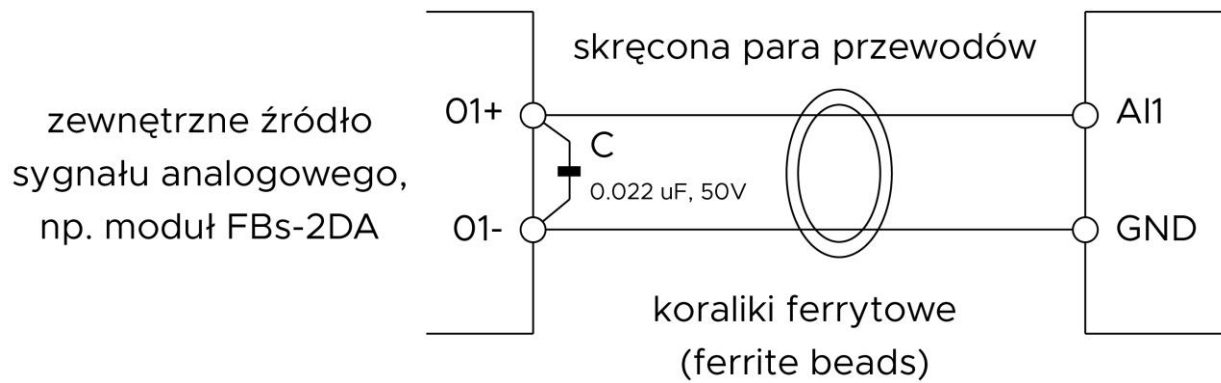 zewnętrzne źródło
sygnału analogowego,
np. moduł FBs-2DA
skręcona para przewodów
01+
01-
C
0.022 uF, 50V
AI1
GND
koraliki ferrytowe
(ferrite beads)